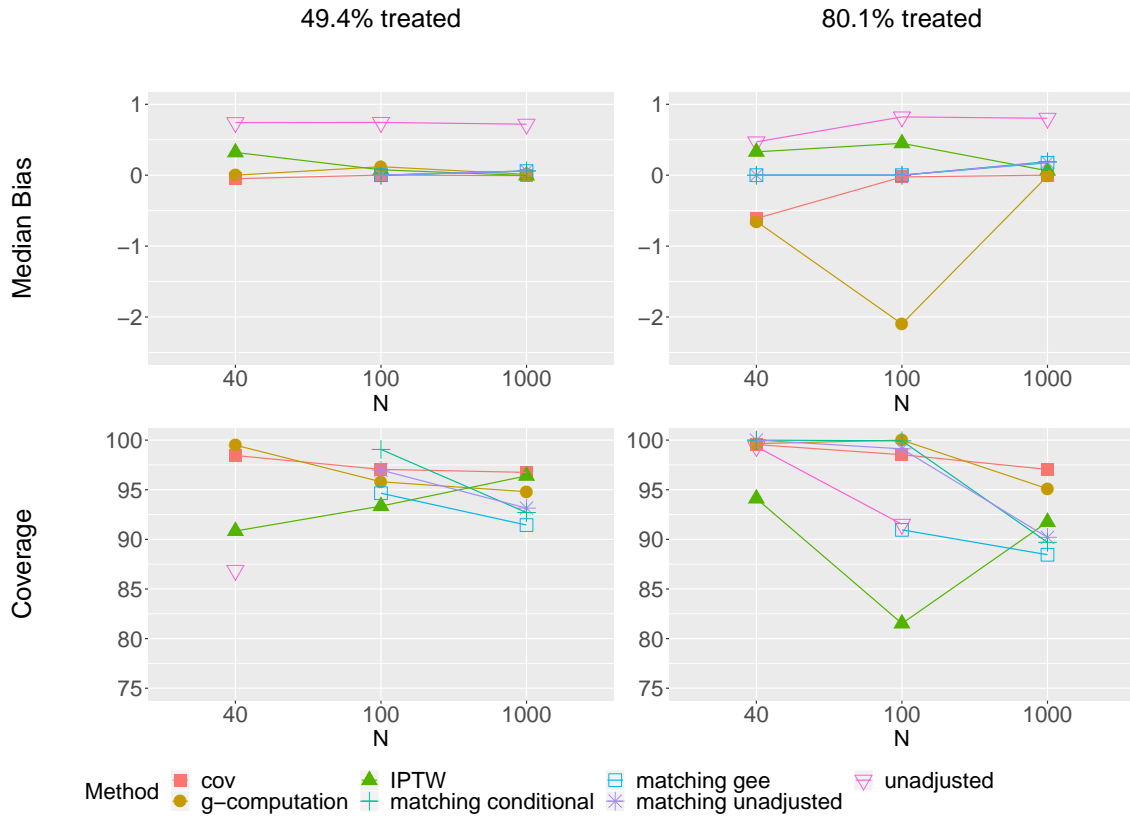 49.4% treated
80.1% treated
Median Bias
1
0
−1
−2
40
100
1000
N
1
0
−1
−2
40
100
1000
N
Coverage
100
95
90
85
80
75
40
100
1000
N
100
95
90
85
80
75
40
100
1000
N
Method
cov
IPTW
matching gee
unadjusted
g−computation
matching conditional
matching unadjusted